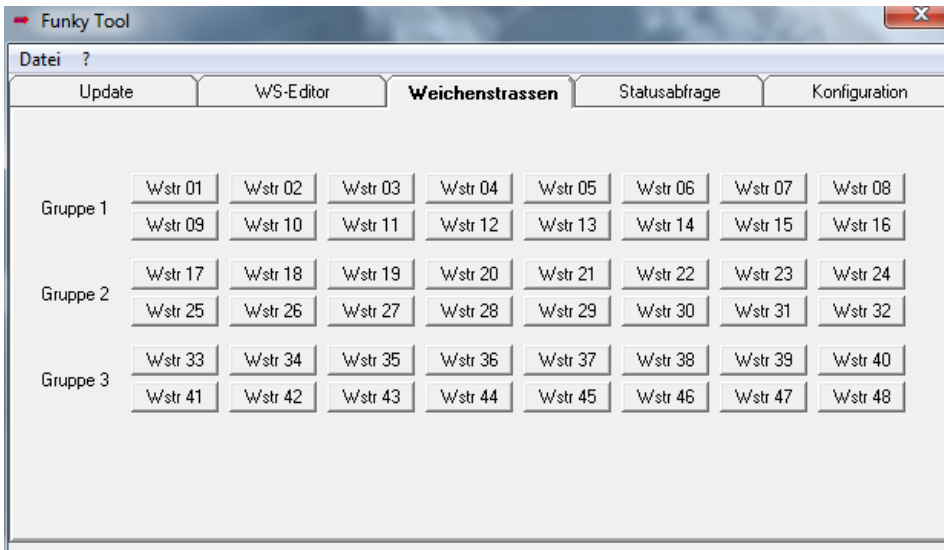 Funky Tool
Datei ?
Update WS-Editor Weichenstrassen Statusabfrage Konfiguration
Wstr 01 Wstr 02 Wstr 03 Wstr 04 Wstr 05 Wstr 06 Wstr 07 Wstr 08
Gruppe 1
Wstr 09 Wstr 10 Wstr 11 Wstr 12 Wstr 13 Wstr 14 Wstr 15 Wstr 16
Wstr 17 Wstr 18 Wstr 19 Wstr 20 Wstr 21 Wstr 22 Wstr 23 Wstr 24
Gruppe 2
Wstr 25 Wstr 26 Wstr 27 Wstr 28 Wstr 29 Wstr 30 Wstr 31 Wstr 32
Wstr 33 Wstr 34 Wstr 35 Wstr 36 Wstr 37 Wstr 38 Wstr 39 Wstr 40
Gruppe 3
Wstr 41 Wstr 42 Wstr 43 Wstr 44 Wstr 45 Wstr 46 Wstr 47 Wstr 48